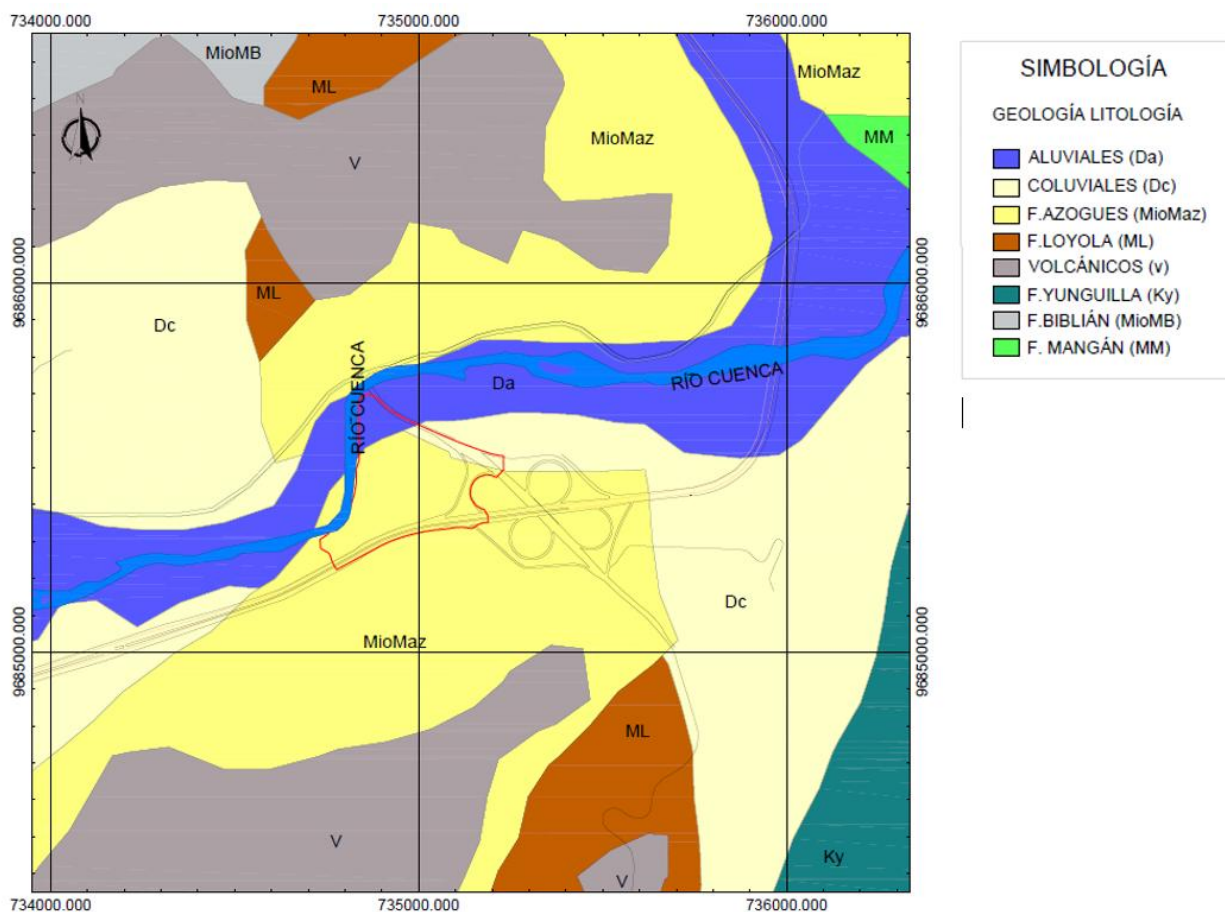 734000.000 735000.000 736000.000
MioMB
ML
MioMaz
N
MioMaz
MM
V
9686000.000
9686000.000
ML
Dc
RÍO CUENCA
Da
RÍO CUENCA
Dc
MioMaz
9685000.000
9685000.000
ML
V
Ky
V
734000.000 735000.000 736000.000
SIMBOLOGÍA
GEOLOGÍA LITOLOGÍA
ALUVIALES (Da)
COLUVIALES (Dc)
F.AZOGUES (MioMaz)
F.LOYOLA (ML)
VOLCÁNICOS (v)
F.YUNGUILLA (Ky)
F.BIBLIÁN (MioMB)
F. MANGÁN (MM)